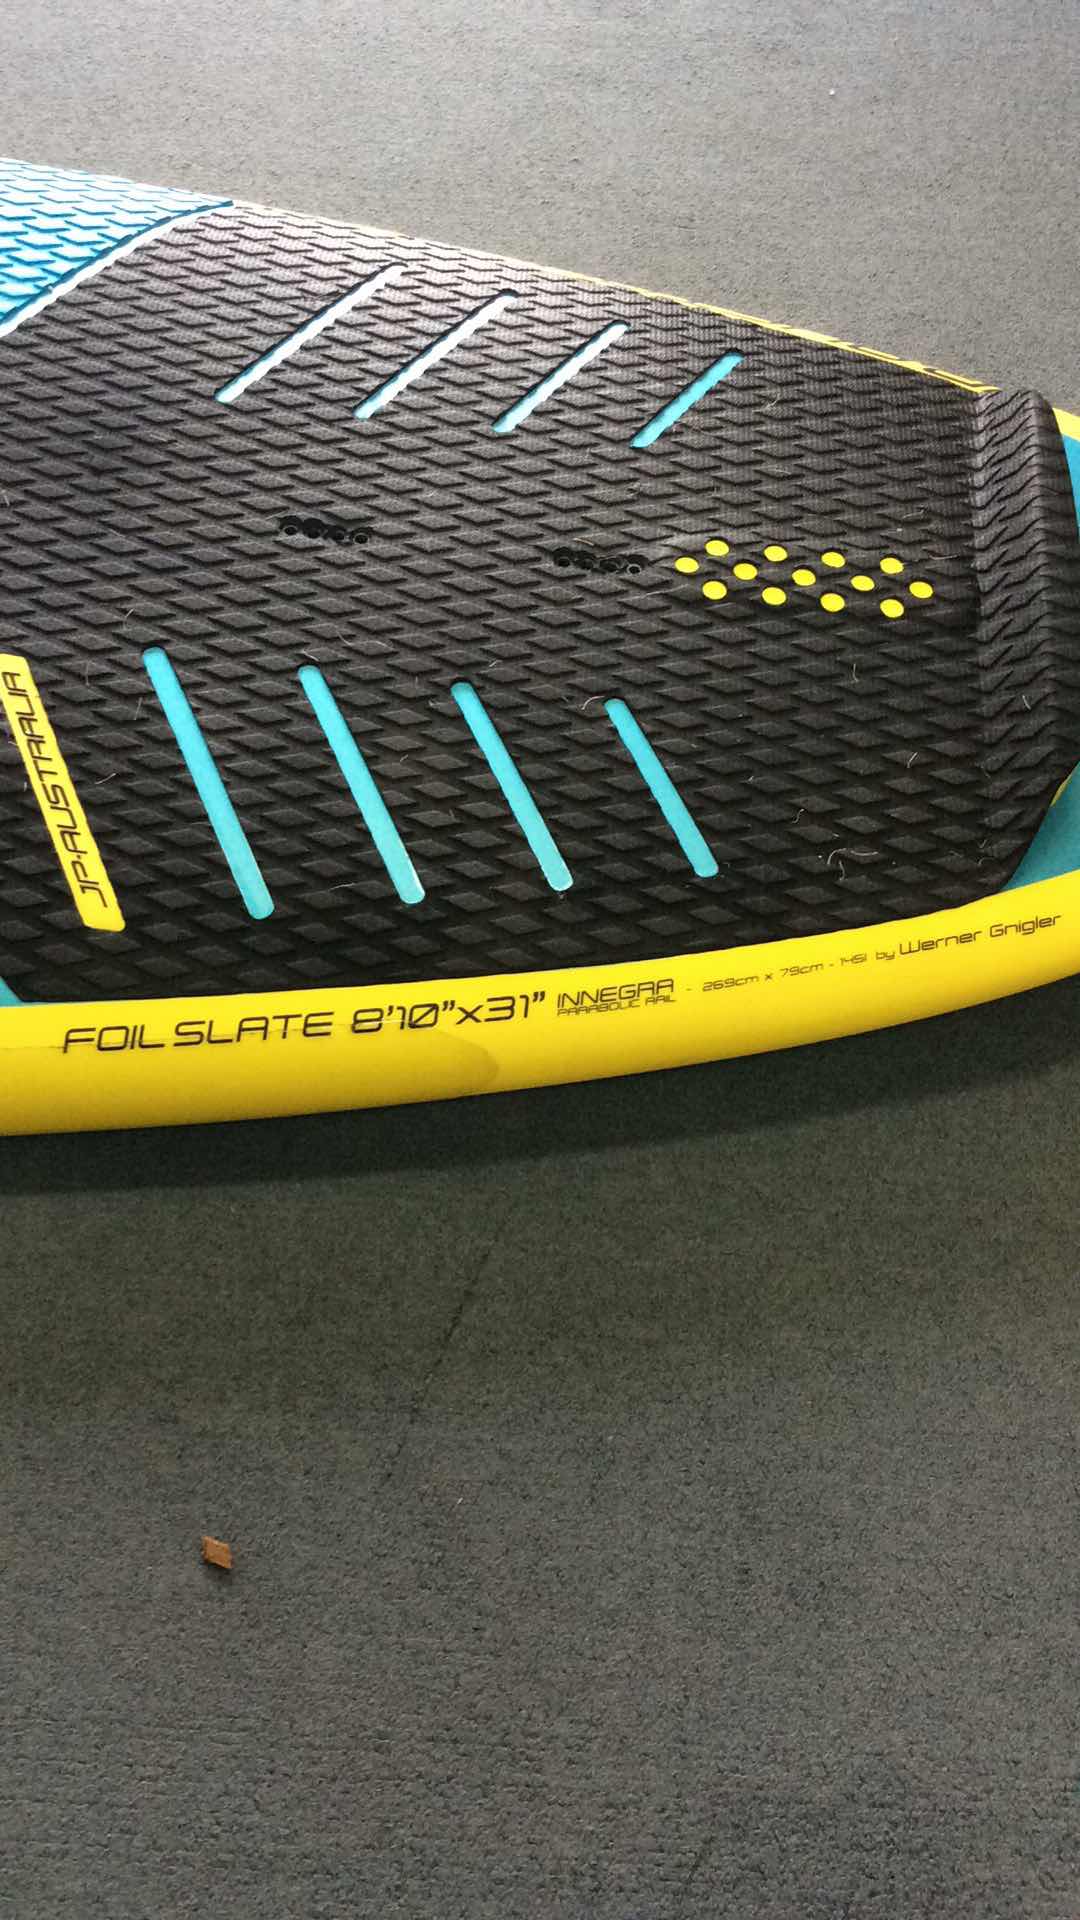 JP·AUSTRALIA
FOIL SLATE 8'10"x31" INNEGRA - 269cm x 79cm - 145l by Werner Gnigler
PARABOLIC RAIL